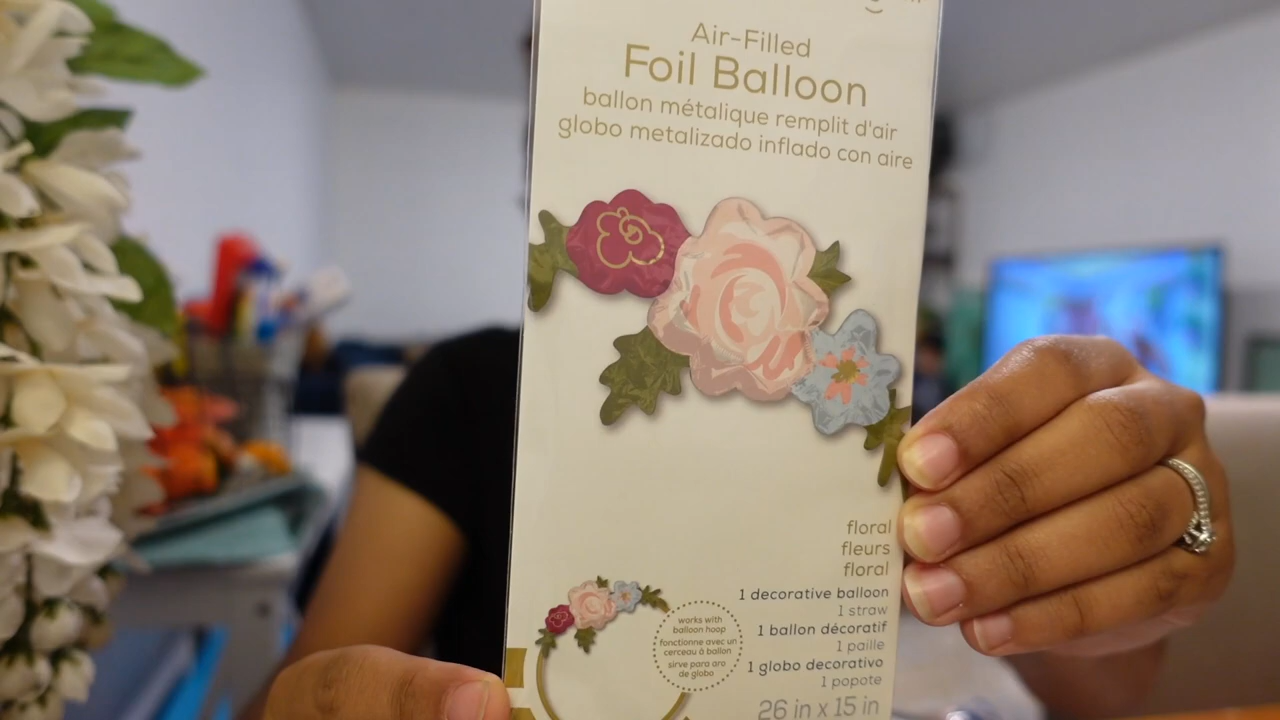 Air-Filled
Foil Balloon
ballon métalique remplit d'air
globo metalizado inflado con aire
floral
fleurs
floral
1 decorative balloon
1 straw
1 ballon décoratif
1 paille
1 globo decorativo
1 popote
26 in x 15 in
works with
balloon hoop
fonctionne avec un
cerceau à ballon
sirve para aro
de globo